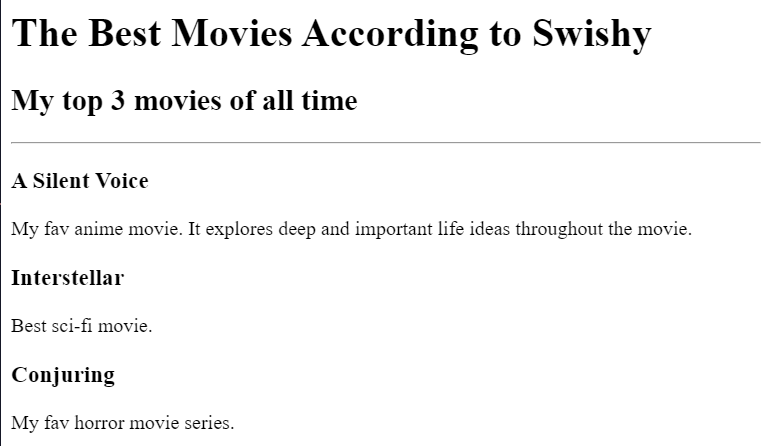 The Best Movies According to Swishy
My top 3 movies of all time
A Silent Voice
My fav anime movie. It explores deep and important life ideas throughout the movie.
Interstellar
Best sci-fi movie.
Conjuring
My fav horror movie series.